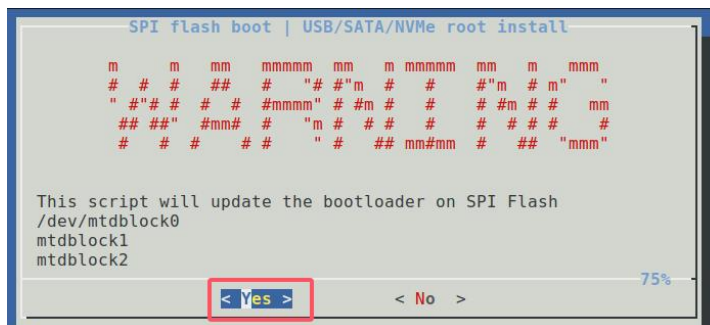 SPI flash boot | USB/SATA/NVMe root install
WARNING
This script will update the bootloader on SPI Flash
/dev/mtdblock0
mtdblock1
mtdblock2
75%
< Yes > < No >